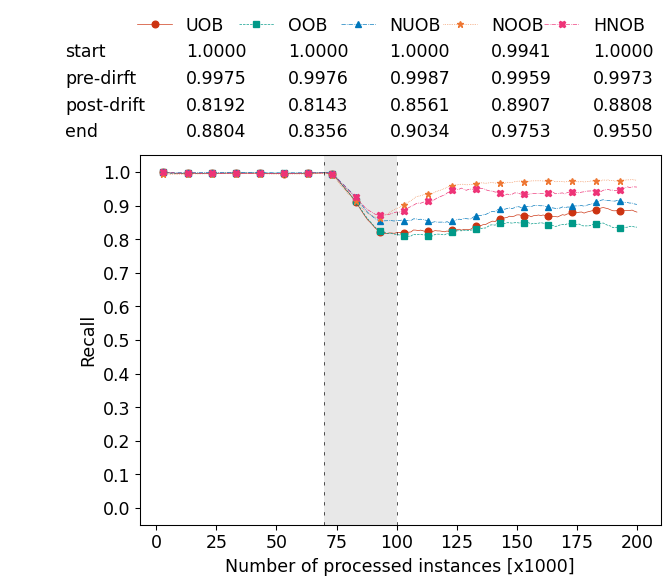 UOB OOB NUOB NOOB HNOB
start 1.0000 1.0000 1.0000 0.9941 1.0000
pre-dirft 0.9975 0.9976 0.9987 0.9959 0.9973
post-drift 0.8192 0.8143 0.8561 0.8907 0.8808
end 0.8804 0.8356 0.9034 0.9753 0.9550
1.0
0.9
0.8
0.7
0.6
0.5
0.4
0.3
0.2
0.1
0.0
Recall
0 25 50 75 100 125 150 175 200
Number of processed instances [x1000]